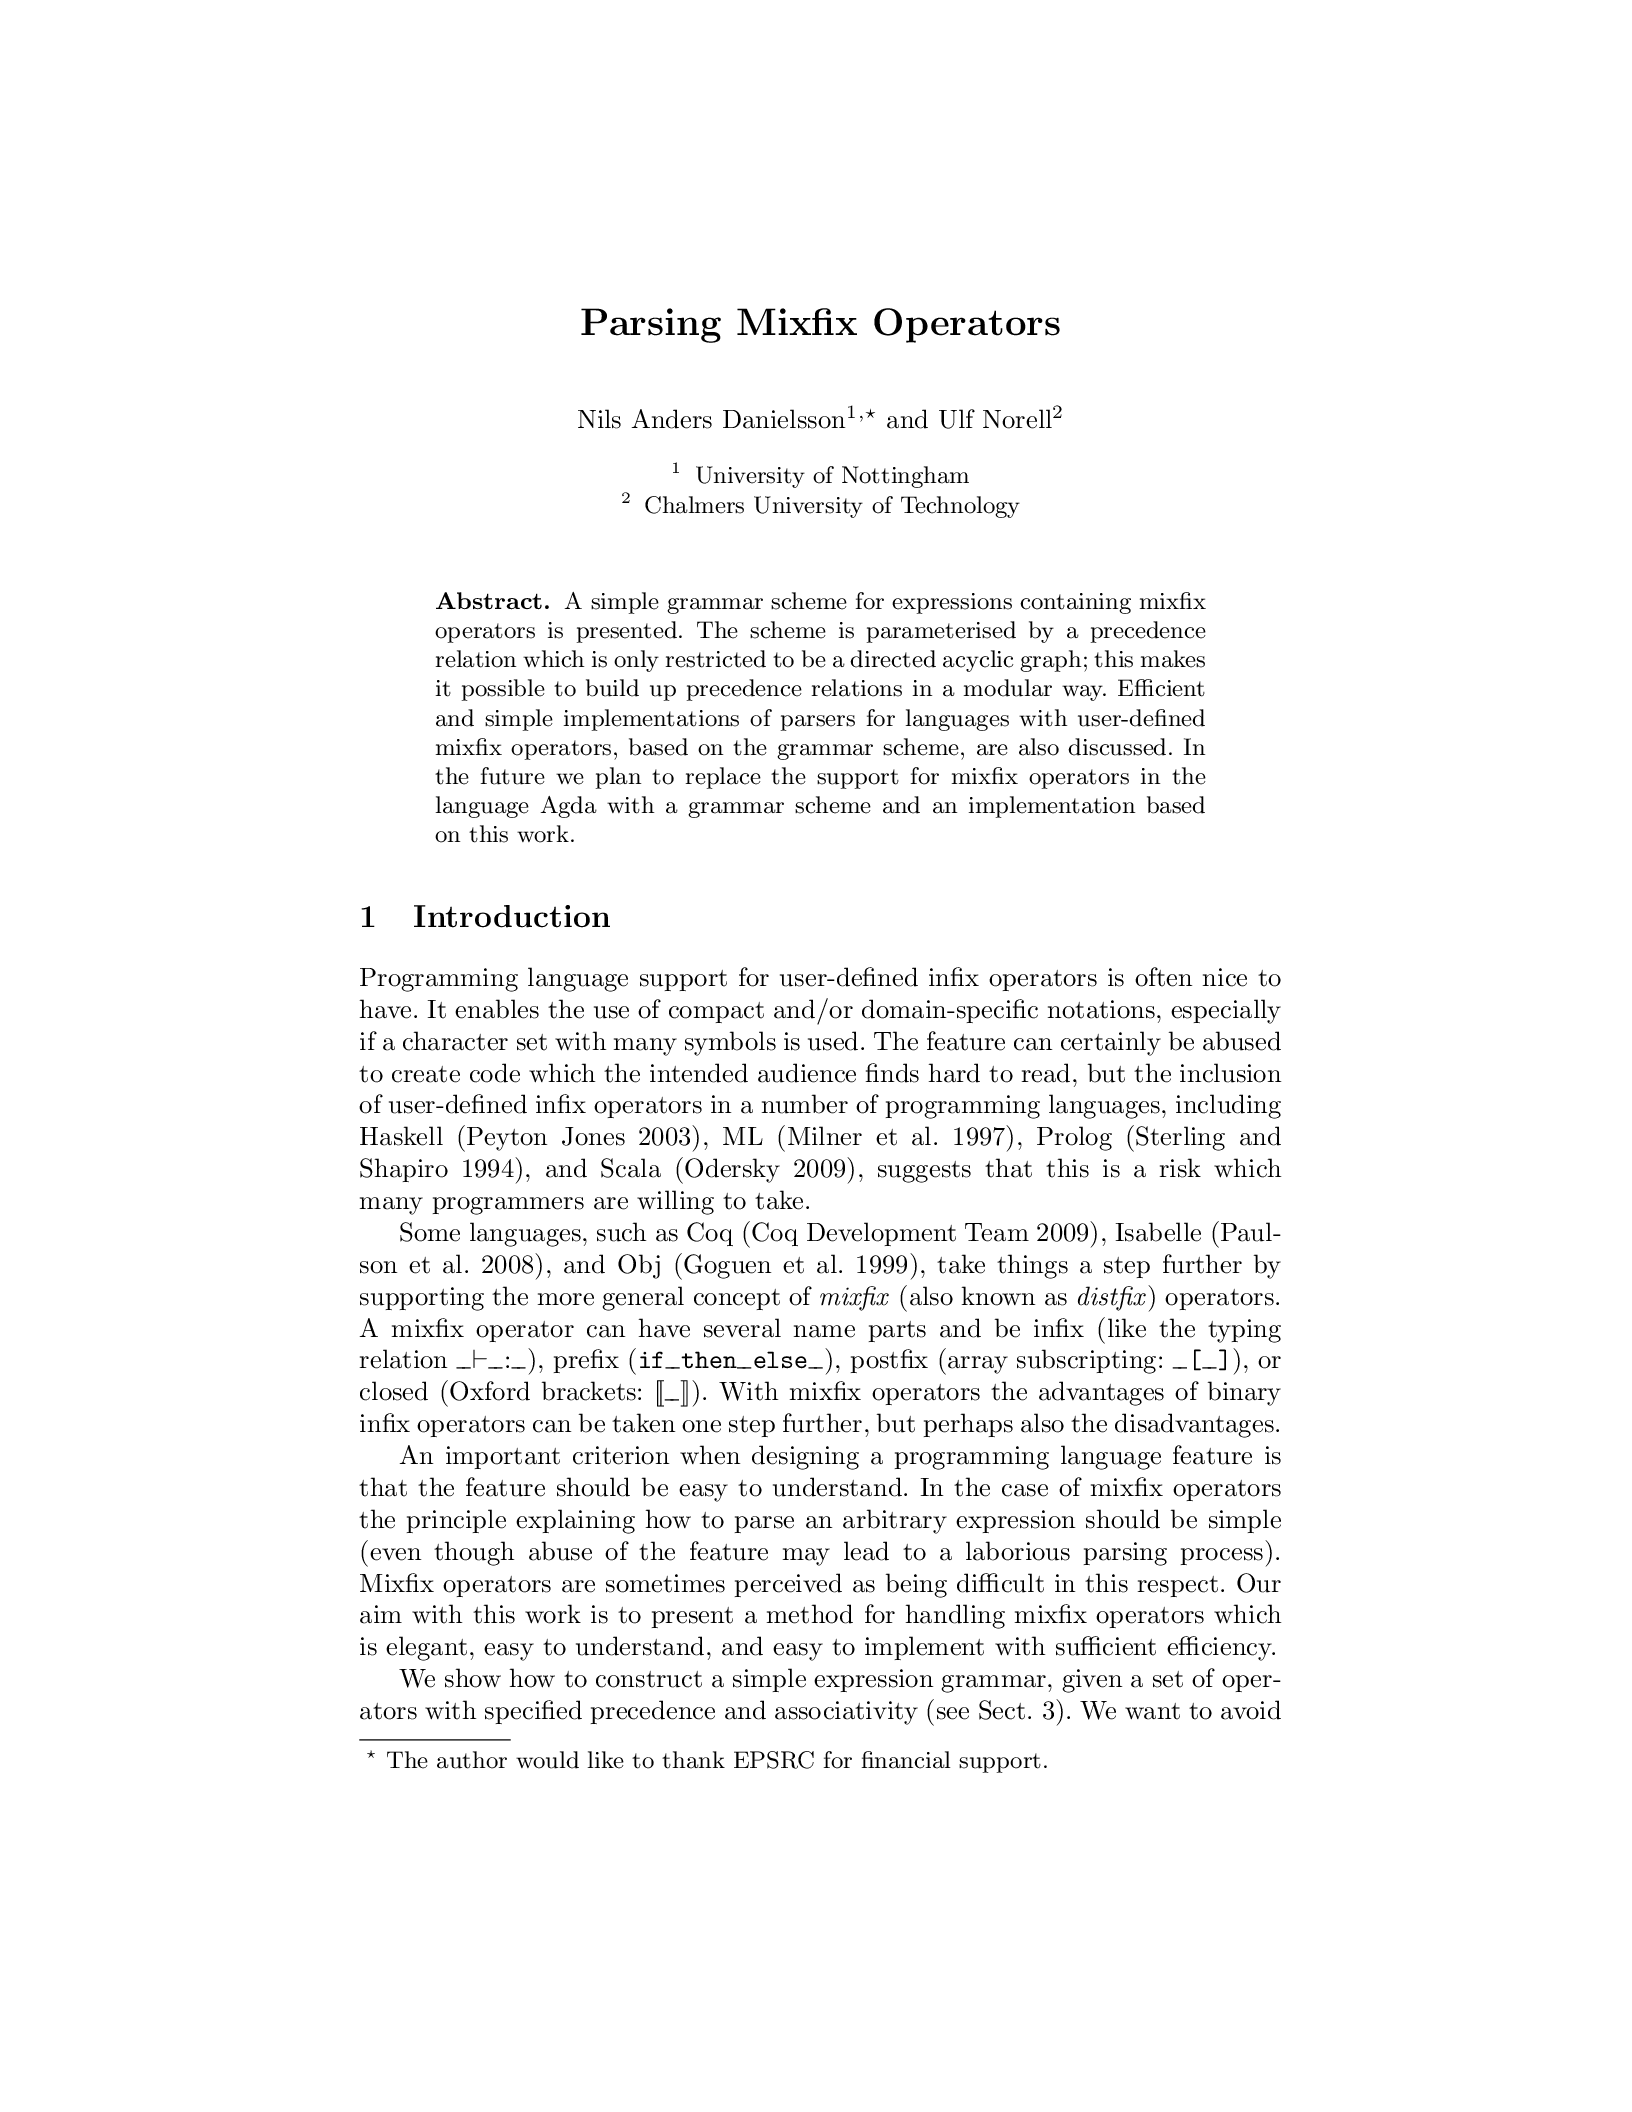 Parsing Mixfix Operators
Nils Anders Danielsson1,⋆ and Ulf Norell2
1 University of Nottingham
2 Chalmers University of Technology
Abstract. A simple grammar scheme for expressions containing mixfix
operators is presented. The scheme is parameterised by a precedence
relation which is only restricted to be a directed acyclic graph; this makes
it possible to build up precedence relations in a modular way. Efficient
and simple implementations of parsers for languages with user-defined
mixfix operators, based on the grammar scheme, are also discussed. In
the future we plan to replace the support for mixfix operators in the
language Agda with a grammar scheme and an implementation based
on this work.
1 Introduction
Programming language support for user-defined infix operators is often nice to
have. It enables the use of compact and/or domain-specific notations, especially
if a character set with many symbols is used. The feature can certainly be abused
to create code which the intended audience finds hard to read, but the inclusion
of user-defined infix operators in a number of programming languages, including
Haskell (Peyton Jones 2003), ML (Milner et al. 1997), Prolog (Sterling and
Shapiro 1994), and Scala (Odersky 2009), suggests that this is a risk which
many programmers are willing to take.
Some languages, such as Coq (Coq Development Team 2009), Isabelle (Paul-
son et al. 2008), and Obj (Goguen et al. 1999), take things a step further by
supporting the more general concept of mixfix (also known as distfix) operators.
A mixfix operator can have several name parts and be infix (like the typing
relation _⊢_:_), prefix (if_then_else_), postfix (array subscripting: _[_]), or
closed (Oxford brackets: ⟦_⟧). With mixfix operators the advantages of binary
infix operators can be taken one step further, but perhaps also the disadvantages.
An important criterion when designing a programming language feature is
that the feature should be easy to understand. In the case of mixfix operators
the principle explaining how to parse an arbitrary expression should be simple
(even though abuse of the feature may lead to a laborious parsing process).
Mixfix operators are sometimes perceived as being difficult in this respect. Our
aim with this work is to present a method for handling mixfix operators which
is elegant, easy to understand, and easy to implement with sufficient efficiency.
We show how to construct a simple expression grammar, given a set of oper-
ators with specified precedence and associativity (see Sect. 3). We want to avoid
⋆ The author would like to thank EPSRC for financial support.